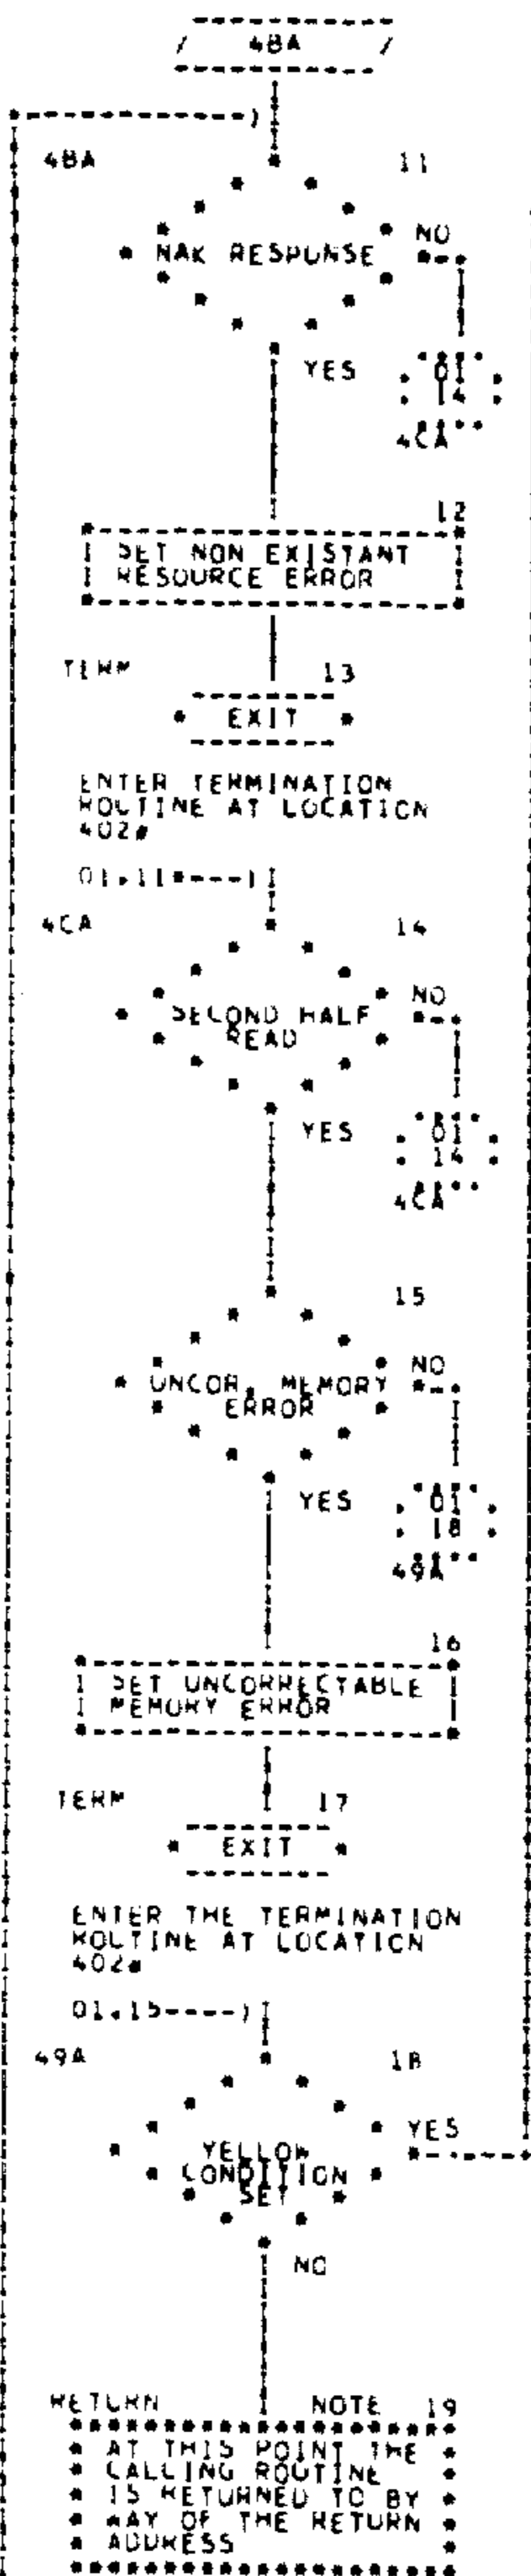 / 4BA /
4BA 11
NAK RESPONSE NO
YES 01
14
4CA
12
SET NON EXISTANT
RESOURCE ERROR
TERM 13
EXIT
ENTER TERMINATION
ROUTINE AT LOCATION
402#
01.11*----)I
4CA 14
SECOND HALF NO
READ
YES 01
14
4CA
15
UNCOR. MEMORY NO
ERROR
YES 01
18
49A
16
SET UNCORRECTABLE
MEMORY ERROR
TERM 17
EXIT
ENTER THE TERMINATION
ROUTINE AT LOCATION
402#
01.15----)I
49A 18
YELLOW YES
CONDITION
SET
NO
RETURN NOTE 19
AT THIS POINT THE
CALLING ROUTINE
IS RETURNED TO BY
WAY OF THE RETURN
ADDRESS